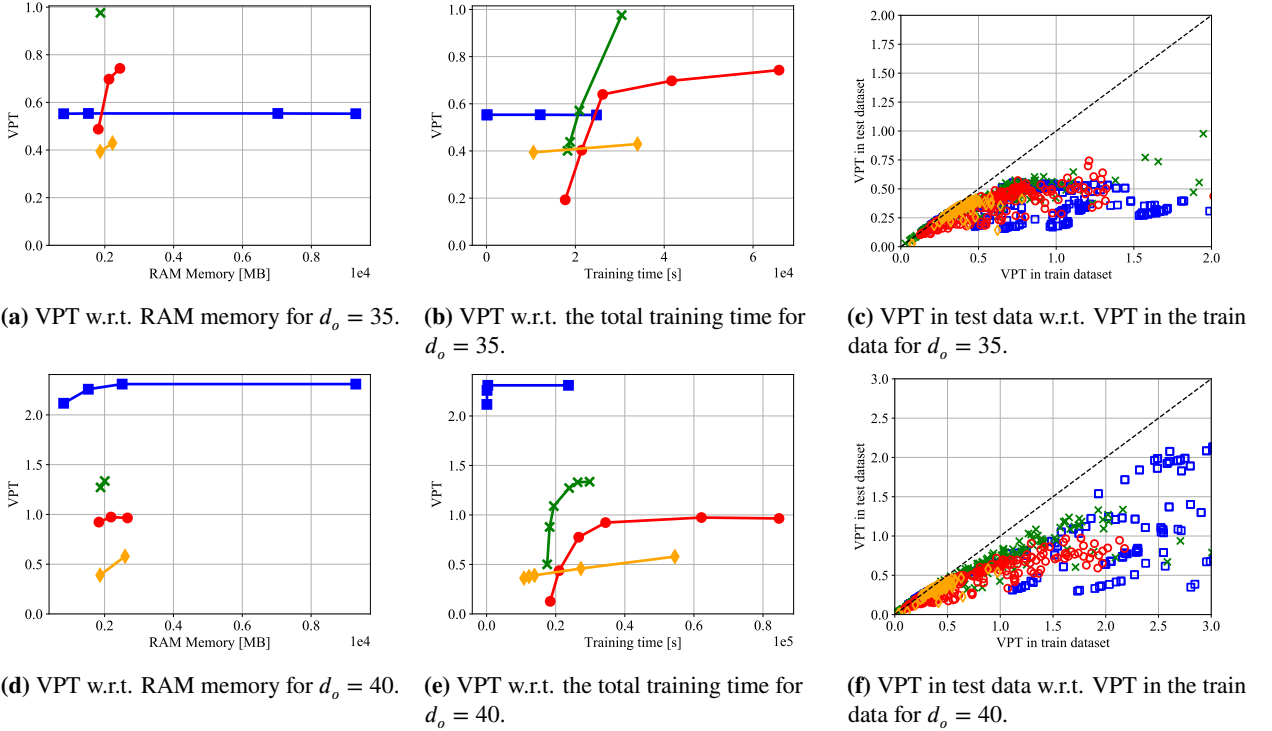 1.0
0.8
0.6
0.4
0.2
0.0
VPT
0.2 0.4 0.6 0.8
RAM Memory [MB]
1e4
1.0
0.8
0.6
0.4
0.2
0.0
VPT
0 2 4 6
Training time [s]
1e4
2.00
1.75
1.50
1.25
1.00
0.75
0.50
0.25
0.00
VPT in test dataset
0.0 0.5 1.0 1.5 2.0
VPT in train dataset
(a) VPT w.r.t. RAM memory for dₒ = 35.
(b) VPT w.r.t. the total training time for
dₒ = 35.
(c) VPT in test data w.r.t. VPT in the train
data for dₒ = 35.
2.0
1.5
1.0
0.5
0.0
VPT
0.2 0.4 0.6 0.8
RAM Memory [MB]
1e4
2.0
1.5
1.0
0.5
0.0
VPT
0.0 0.2 0.4 0.6 0.8
Training time [s]
1e5
3.0
2.5
2.0
1.5
1.0
0.5
0.0
VPT in test dataset
0.0 0.5 1.0 1.5 2.0 2.5 3.0
VPT in train dataset
(d) VPT w.r.t. RAM memory for dₒ = 40.
(e) VPT w.r.t. the total training time for
dₒ = 40.
(f) VPT in test data w.r.t. VPT in the train
data for dₒ = 40.